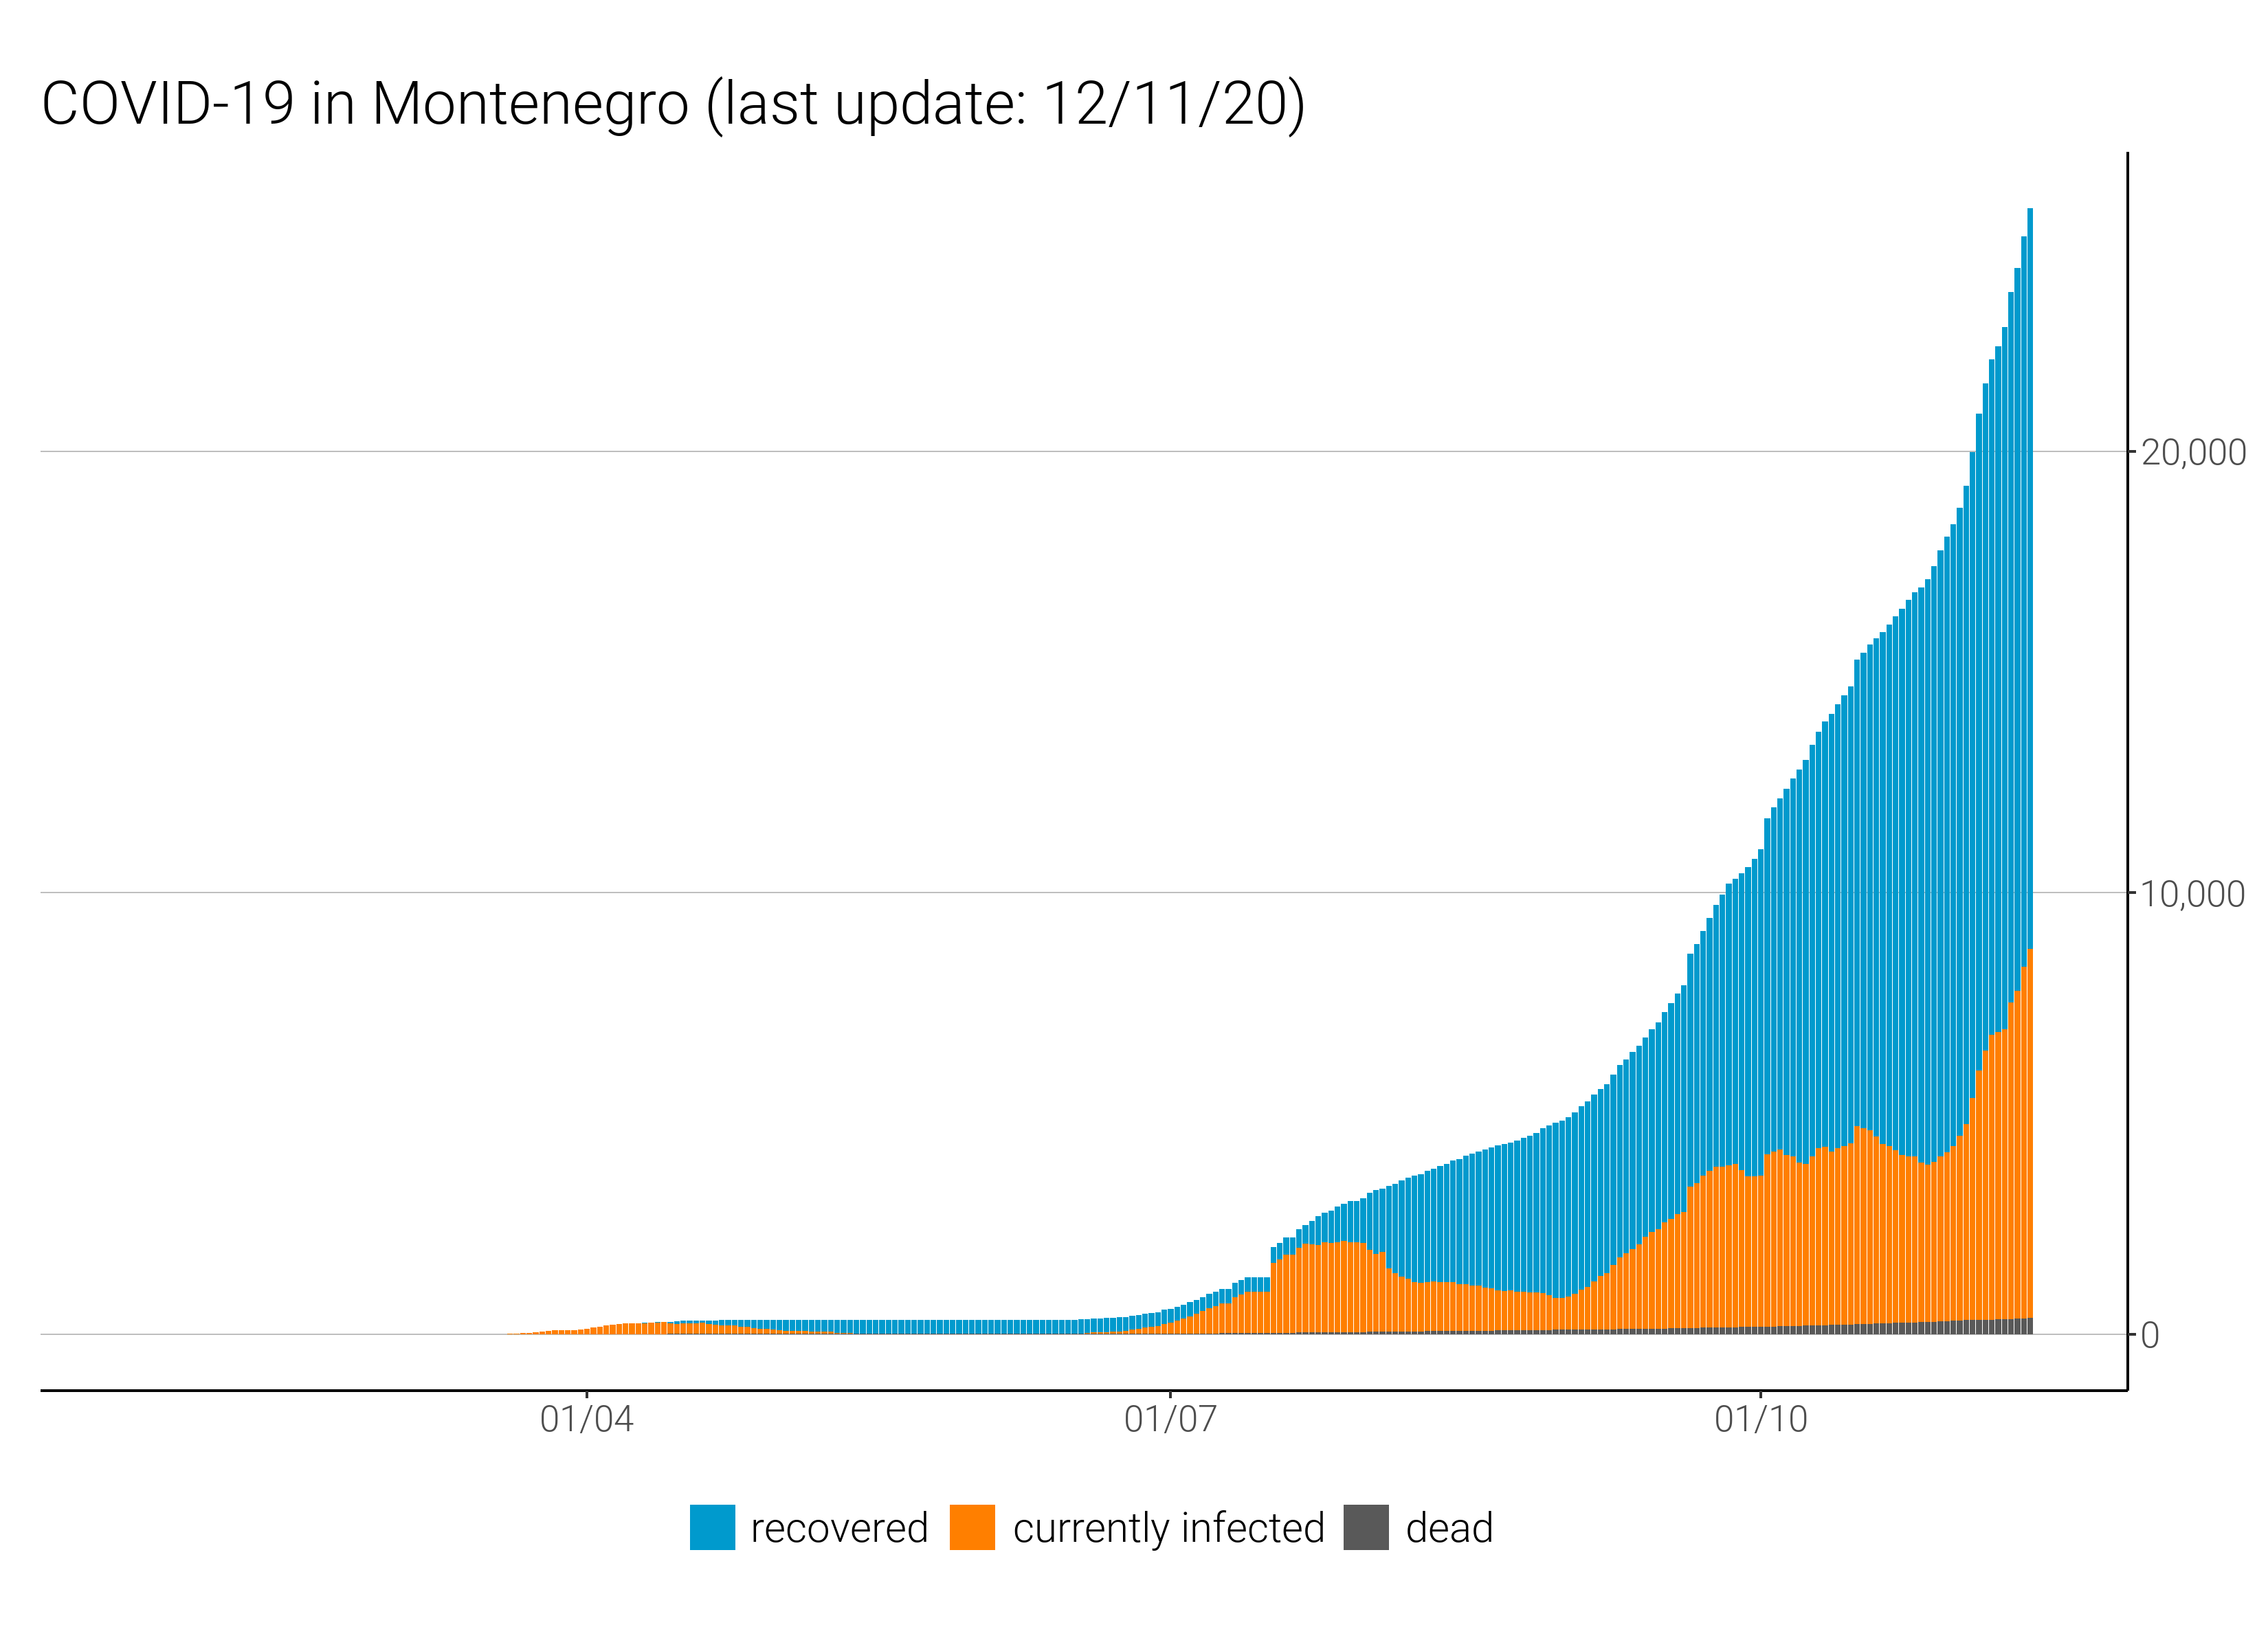 COVID-19 in Montenegro (last update: 12/11/20)
20,000
10,000
0
01/04 01/07 01/10
recovered currently infected dead